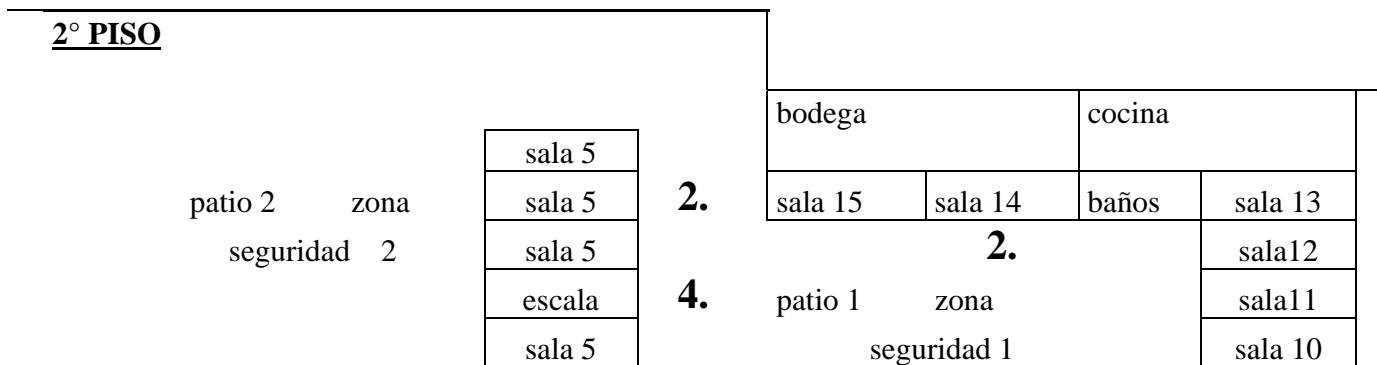 2° PISO
bodega cocina
sala 5
patio 2 zona sala 5 2. sala 15 sala 14 baños sala 13
seguridad 2 sala 5 2. sala12
escala 4. patio 1 zona sala11
sala 5 seguridad 1 sala 10